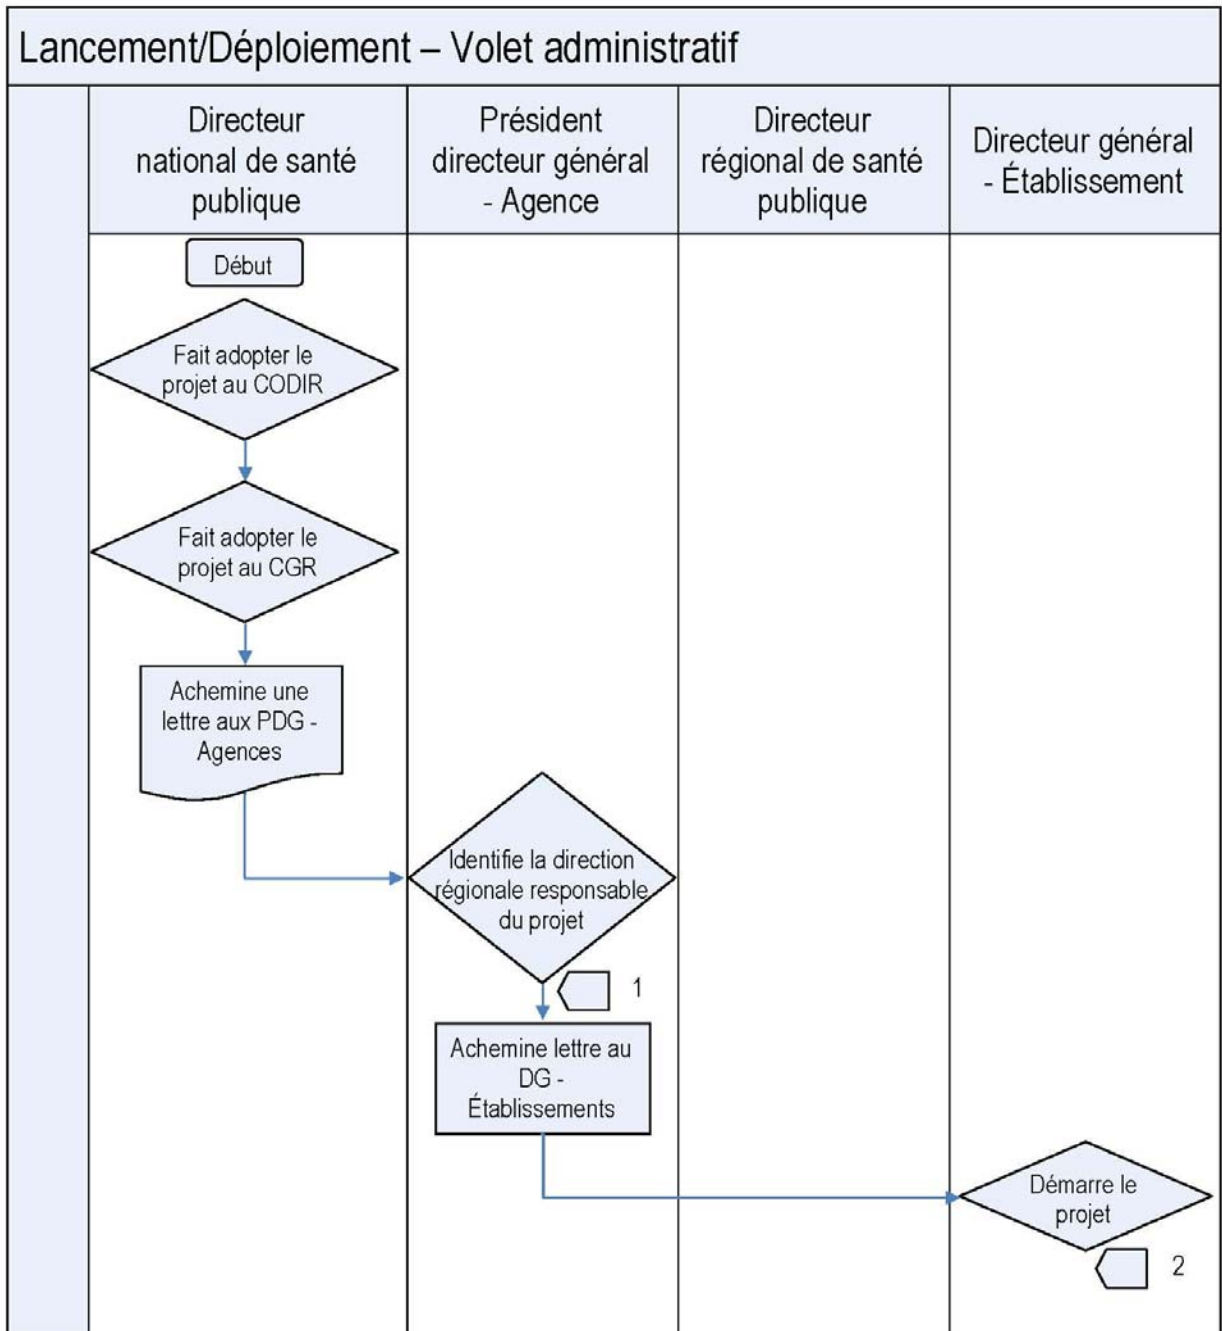 Lancement/Déploiement – Volet administratif
Directeur
national de santé
publique
Président
directeur général
- Agence
Directeur
régional de santé
publique
Directeur général
- Établissement
Début
Fait adopter le
projet au CODIR
Fait adopter le
projet au CGR
Achemine une
lettre aux PDG -
Agences
Identifie la direction
régionale responsable
du projet
1
Achemine lettre au
DG -
Établissements
Démarre le
projet
2